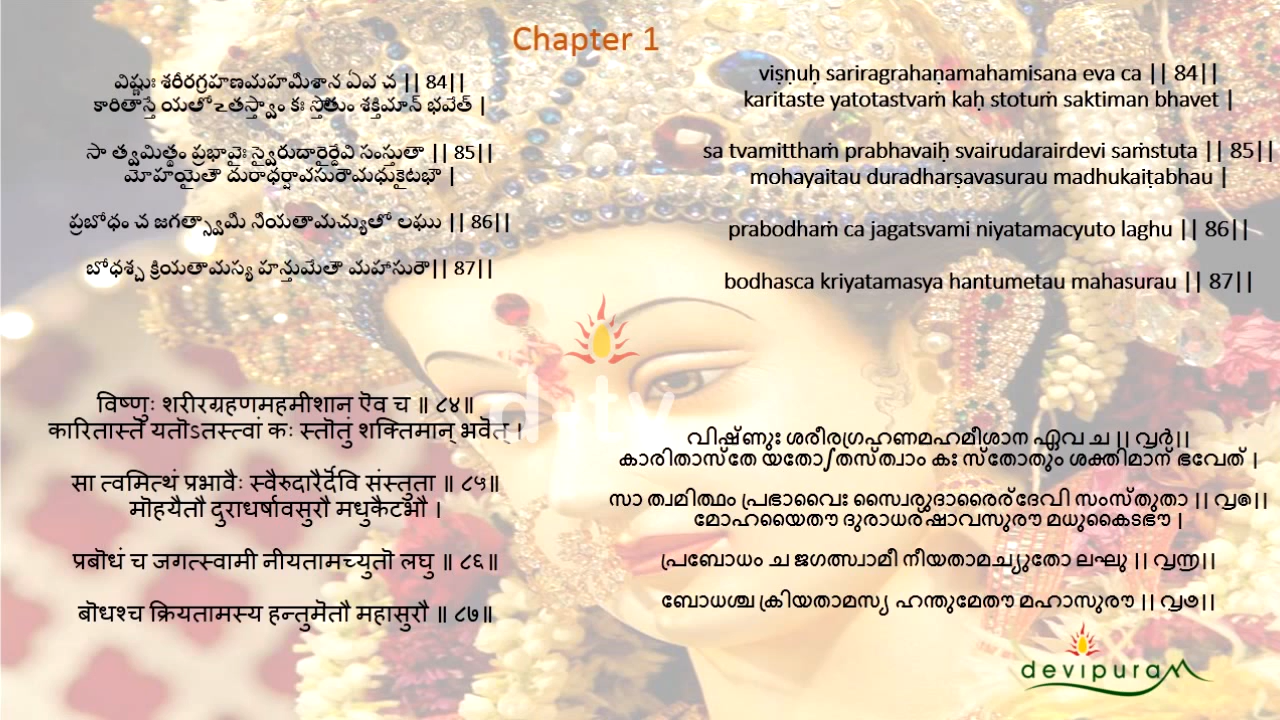 Chapter 1
విష్ణుః శరీరగ్రహణమహమీశాన ఏవ చ || 84||
కారితాస్తే యతోఽతస్త్వాం కః స్తోతుం శక్తిమాన్ భవేత్ |
సా త్వమిత్థం ప్రభావైః స్వైరుదారైర్దేవి సంస్తుతా || 85||
మోహయైతౌ దురాధర్షావసురౌమధుకైటభౌ |
ప్రబోధం చ జగత్స్వామి నీయతామచ్యుతో లఘు || 86||
బోధశ్చ క్రియతామస్య హన్తుమేతౌ మహాసురౌ|| 87||
viṣṇuḥ sariragrahaṇamahamisana eva ca || 84||
karitaste yatotastvaṁ kaḥ stotuṁ saktiman bhavet |
sa tvamitthaṁ prabhavaiḥ svairudarairdevi saṁstuta || 85||
mohayaitau duradharṣavasurau madhukaiṭabhau |
prabodhaṁ ca jagatsvami niyatamacyuto laghu || 86||
bodhasca kriyatamasya hantumetau mahasurau || 87||
विष्णुः शरीरग्रहणमहमीशान ऎव च ॥ ८४॥
कारितास्तॆ यतॊऽतस्त्वां कः स्तॊतुं शक्तिमान् भवॆत् ।
सा त्वमित्थं प्रभावैः स्वैरुदारैर्दॆवि संस्तुता ॥ ८५॥
मॊहयैतौ दुराधर्षावसुरौ मधुकैटभौ ।
प्रबॊधं च जगत्स्वामी नीयतामच्युतॊ लघु ॥ ८६॥
बॊधश्च क्रियतामस्य हन्तुमॆतौ महासुरौ ॥ ८७॥
വിഷ്ണുഃ ശരീരഗ്രഹണമഹമീശാന ഏവ ച || ൮൪||
കാരിതാസ്തേ യതോഽതസ്ത്വാം കഃ സ്തോതും ശക്തിമാന് ഭവേത് |
സാ ത്വമിത്ഥം പ്രഭാവൈഃ സ്വൈരുദാരൈര്ദേവി സംസ്തുതാ || ൮൫||
മോഹയൈതൗ ദുരാധര്ഷാവസുരൗ മധുകൈടഭൗ |
പ്രബോധം ച ജഗത്സ്വാമീ നീയതാമച്യുതോ ലഘു || ൮൬||
ബോധശ്ച ക്രിയതാമസ്യ ഹന്തുമേതൗ മഹാസുരൗ || ൮൭||
devipuram